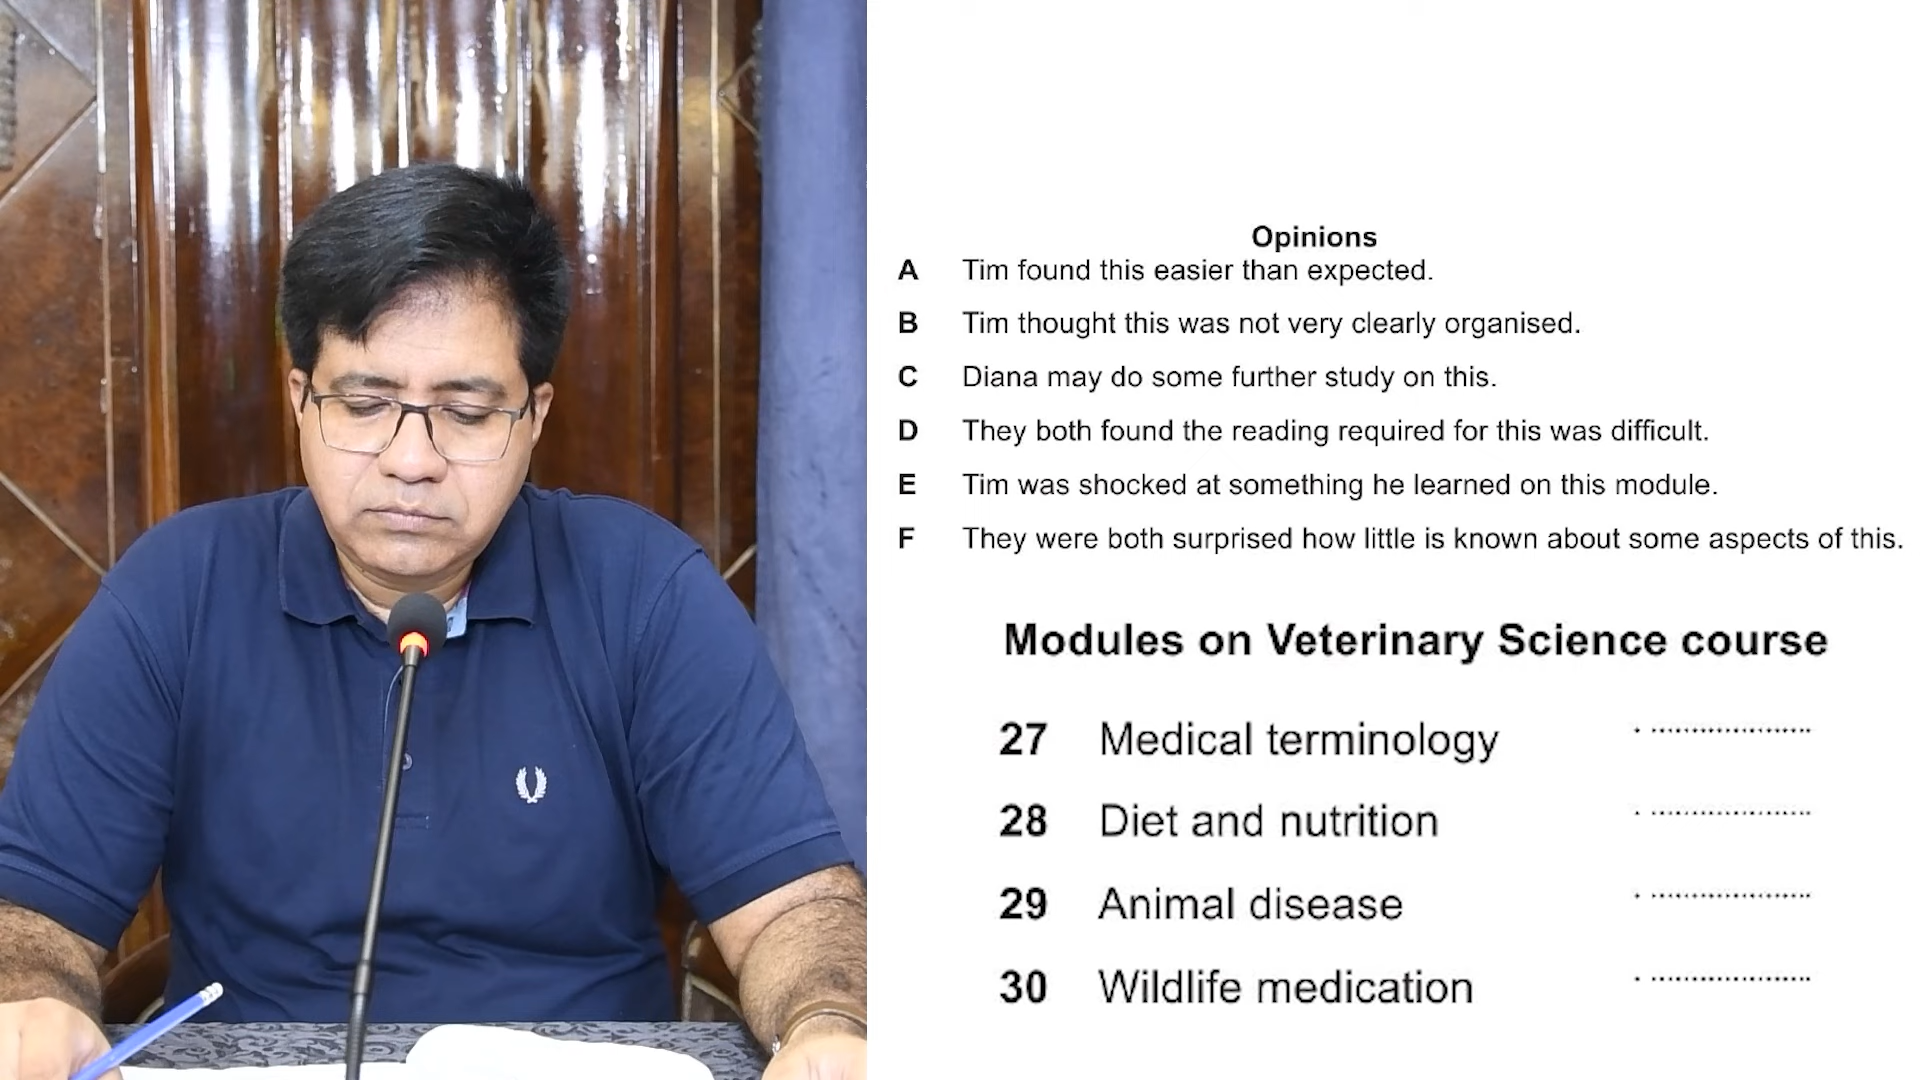 Opinions
A Tim found this easier than expected.
B Tim thought this was not very clearly organised.
C Diana may do some further study on this.
D They both found the reading required for this was difficult.
E Tim was shocked at something he learned on this module.
F They were both surprised how little is known about some aspects of this.
Modules on Veterinary Science course
27 Medical terminology ....................
28 Diet and nutrition ....................
29 Animal disease ....................
30 Wildlife medication ....................